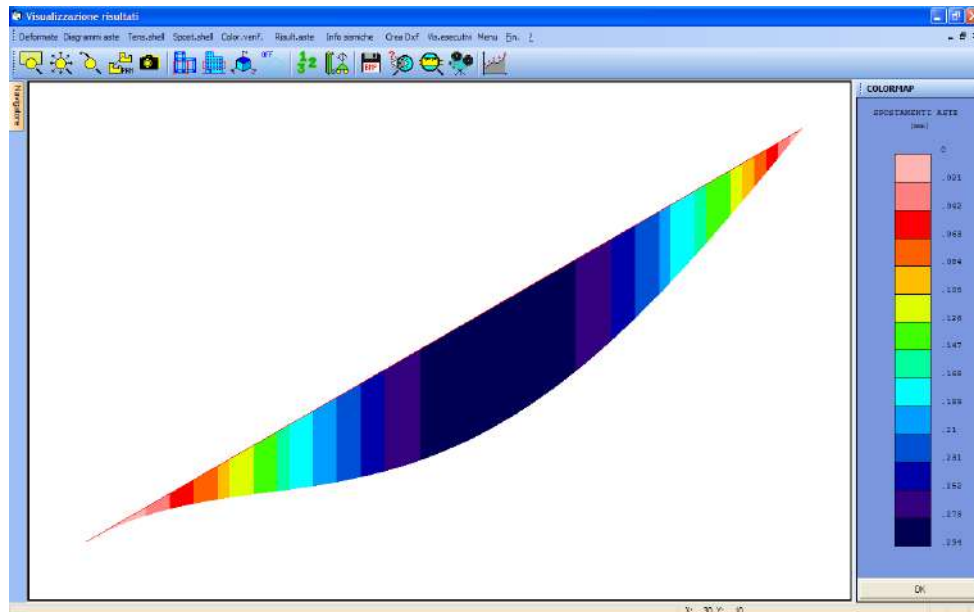 Visualizzazione risultati
Deformate Diagrammi aste Tens.shell Spost.shell Color.verif. Risult.aste Info sismiche Crea Dxf Vis.esecutivi Menu Fin. ?
OFF
Navigatore
COLORMAP
SPOSTAMENTI ASTE
[mm]
0
.021
.042
.063
.084
.105
.126
.147
.168
.189
.21
.231
.252
.273
.294
OK